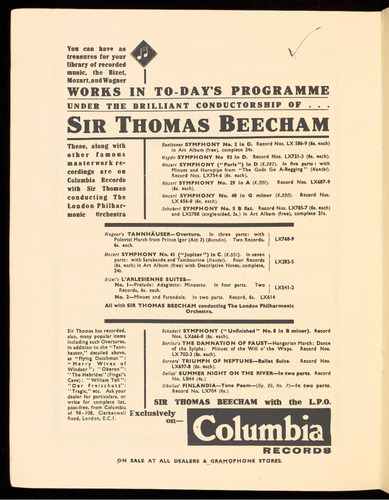 You can have as
treasures for your
library of recorded
music, the Bizet,
Mozart, and Wagner
WORKS IN TO-DAY'S PROGRAMME
UNDER THE BRILLIANT CONDUCTORSHIP OF . . .
SIR THOMAS BEECHAM
These, along with
other famous
masterwork re-
cordings are on
Columbia Records
with Sir Thomas
conducting The
London Philhar-
monic Orchestra
Beethoven SYMPHONY No. 2 in D. Record Nos. LX 586-9 (6s. each)
in Art Album (free), complete 24s.
Haydn SYMPHONY No. 93 in D. Record Nos. LX721-3 (6s. each).
Mozart SYMPHONY ("Paris") in D (K.297). In five parts: with
Minuet and Hornpipe from "The Gods Go A-Begging" (Handel).
Record Nos. LX754-6 (6s. each).
Mozart SYMPHONY No. 29 in A (K.201). Record Nos. LX687-9
(6s. each).
Mozart SYMPHONY No. 40 in G minor (K.550). Record Nos.
LX 656-8 (6s. each).
Schubert SYMPHONY No. 5 B flat. Record Nos. LX785-7 (6s. each)
and LXS788 (single-sided, 3s.) in Art Album (free), complete 21s.
Wagner's TANNHÄUSER—Overture. In three parts: with
Polovtsi March from Prince Igor (Act 3) (Borodin). Two Records,
6s. each.
LX768-9
Mozart SYMPHONY No. 41 ("Jupiter") in C. (K.551). In seven
parts: with Sarabande and Tambourine (Handel). Four Records
(6s. each) in Art Album (free) with Descriptive Notes, complete,
24s.
LX282-5
Bizet's L'ARLESIENNE SUITES—
No. 1—Prelude: Adagietto: Minuetto. In four parts. Two
Records, 6s. each.
LX541-2
No. 2—Minuet and Farandole. In two parts. Record, 6s. LX614
All with SIR THOMAS BEECHAM conducting The London Philharmonic
Orchestra.
Sir Thomas has recorded,
also, many popular items
including such Overtures,
in addition to the "Tann-
hauser," detailed above,
as "Flying Dutchman":
"Merry Wives of
Windsor": "Oberon":
"The Hebrides" (Fingal's
Cave): "William Tell":
"Der Freischutz":
"Tragic," etc. Ask your
dealer for particulars, or
write for complete list,
post-free, from Columbia
of 98-108, Clerkenwell
Road, London, E.C.1.
Schubert SYMPHONY ("Unfinished" No. 8 in B minor). Record
Nos. LX666-8 (6s. each).
Berlioz's THE DAMNATION OF FAUST—Hungarian March: Dance
of the Sylphs: Minuet of the Will of the Wisps. Record Nos.
LX 702-3 (6s. each).
Berners' TRIUMPH OF NEPTUNE—Ballet Suite. Record Nos.
LX697-8 (6s. each).
Delius' SUMMER NIGHT ON THE RIVER—In two parts. Record
No. LB44 (4s.)
Sibelius' FINLANDIA—Tone Poem—(Op. 26, No. 7)—In two parts.
Record No. LX704 (6s.)
SIR THOMAS BEECHAM with the L.P.O.
Exclusively
on—
Columbia
RECORDS
ON SALE AT ALL DEALERS & GRAMOPHONE STORES.